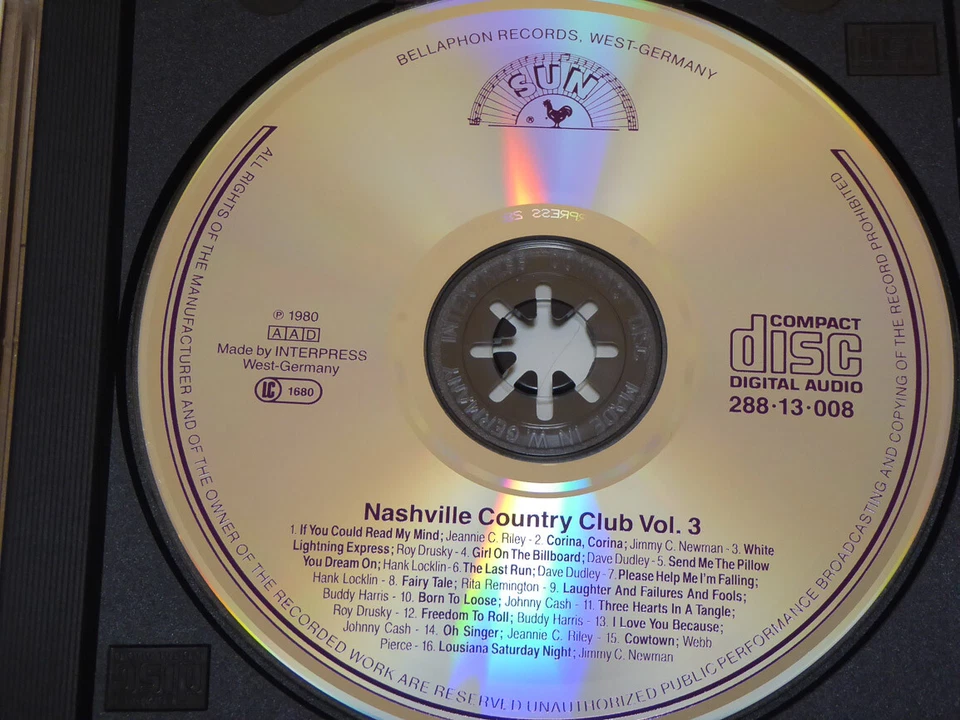 BELLAPHON RECORDS, WEST-GERMANY
SUN
®
ALL RIGHTS OF THE MANUFACTURER AND OF THE OWNER OF THE RECORDED WORK ARE RESERVED UNAUTHORIZED PUBLIC PERFORMANCE BROADCASTING AND COPYING OF THE RECORD PROHIBITED
℗ 1980
AAD
Made by INTERPRESS
West-Germany
LC 1680
COMPACT
disc
DIGITAL AUDIO
288·13·008
MADE IN W. GERMANY
Nashville Country Club Vol. 3
1. If You Could Read My Mind; Jeannie C. Riley - 2. Corina, Corina; Jimmy C. Newman - 3. White
Lightning Express; Roy Drusky - 4. Girl On The Billboard; Dave Dudley - 5. Send Me The Pillow
You Dream On; Hank Locklin - 6. The Last Run; Dave Dudley - 7. Please Help Me I'm Falling;
Hank Locklin - 8. Fairy Tale; Rita Remington - 9. Laughter And Failures And Fools;
Buddy Harris - 10. Born To Loose; Johnny Cash - 11. Three Hearts In A Tangle;
Roy Drusky - 12. Freedom To Roll; Buddy Harris - 13. I Love You Because;
Johnny Cash - 14. Oh Singer; Jeannie C. Riley - 15. Cowtown; Webb
Pierce - 16. Lousiana Saturday Night; Jimmy C. Newman